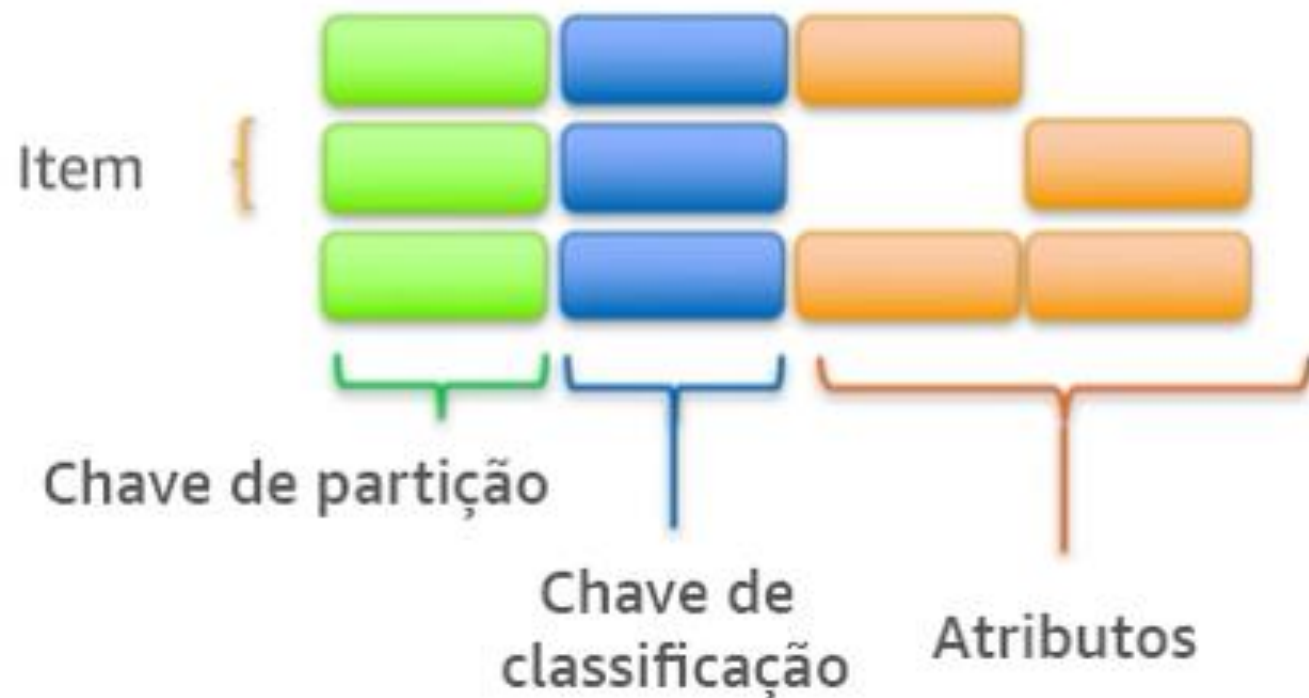 Item
Chave de partição
Chave de
classificação
Atributos